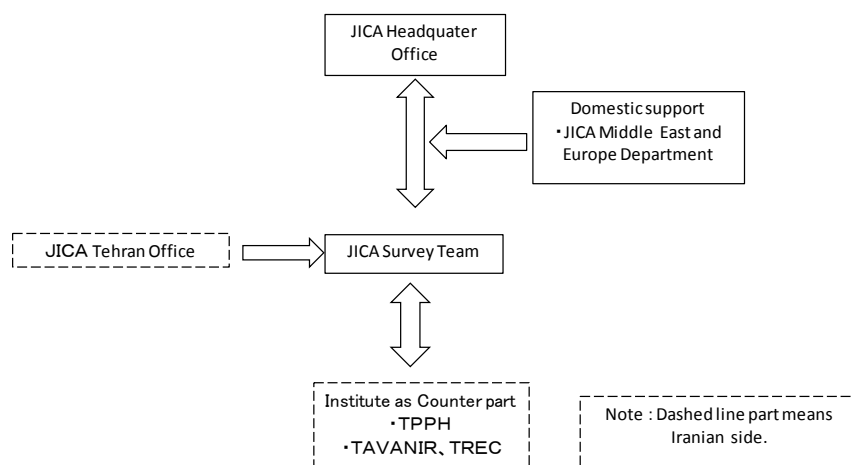 JICA Headquater
Office
Domestic support
・JICA Middle East and
Europe Department
JICA Tehran Office
JICA Survey Team
Institute as Counter part
・TPPH
・TAVANIR、TREC
Note : Dashed line part means
Iranian side.